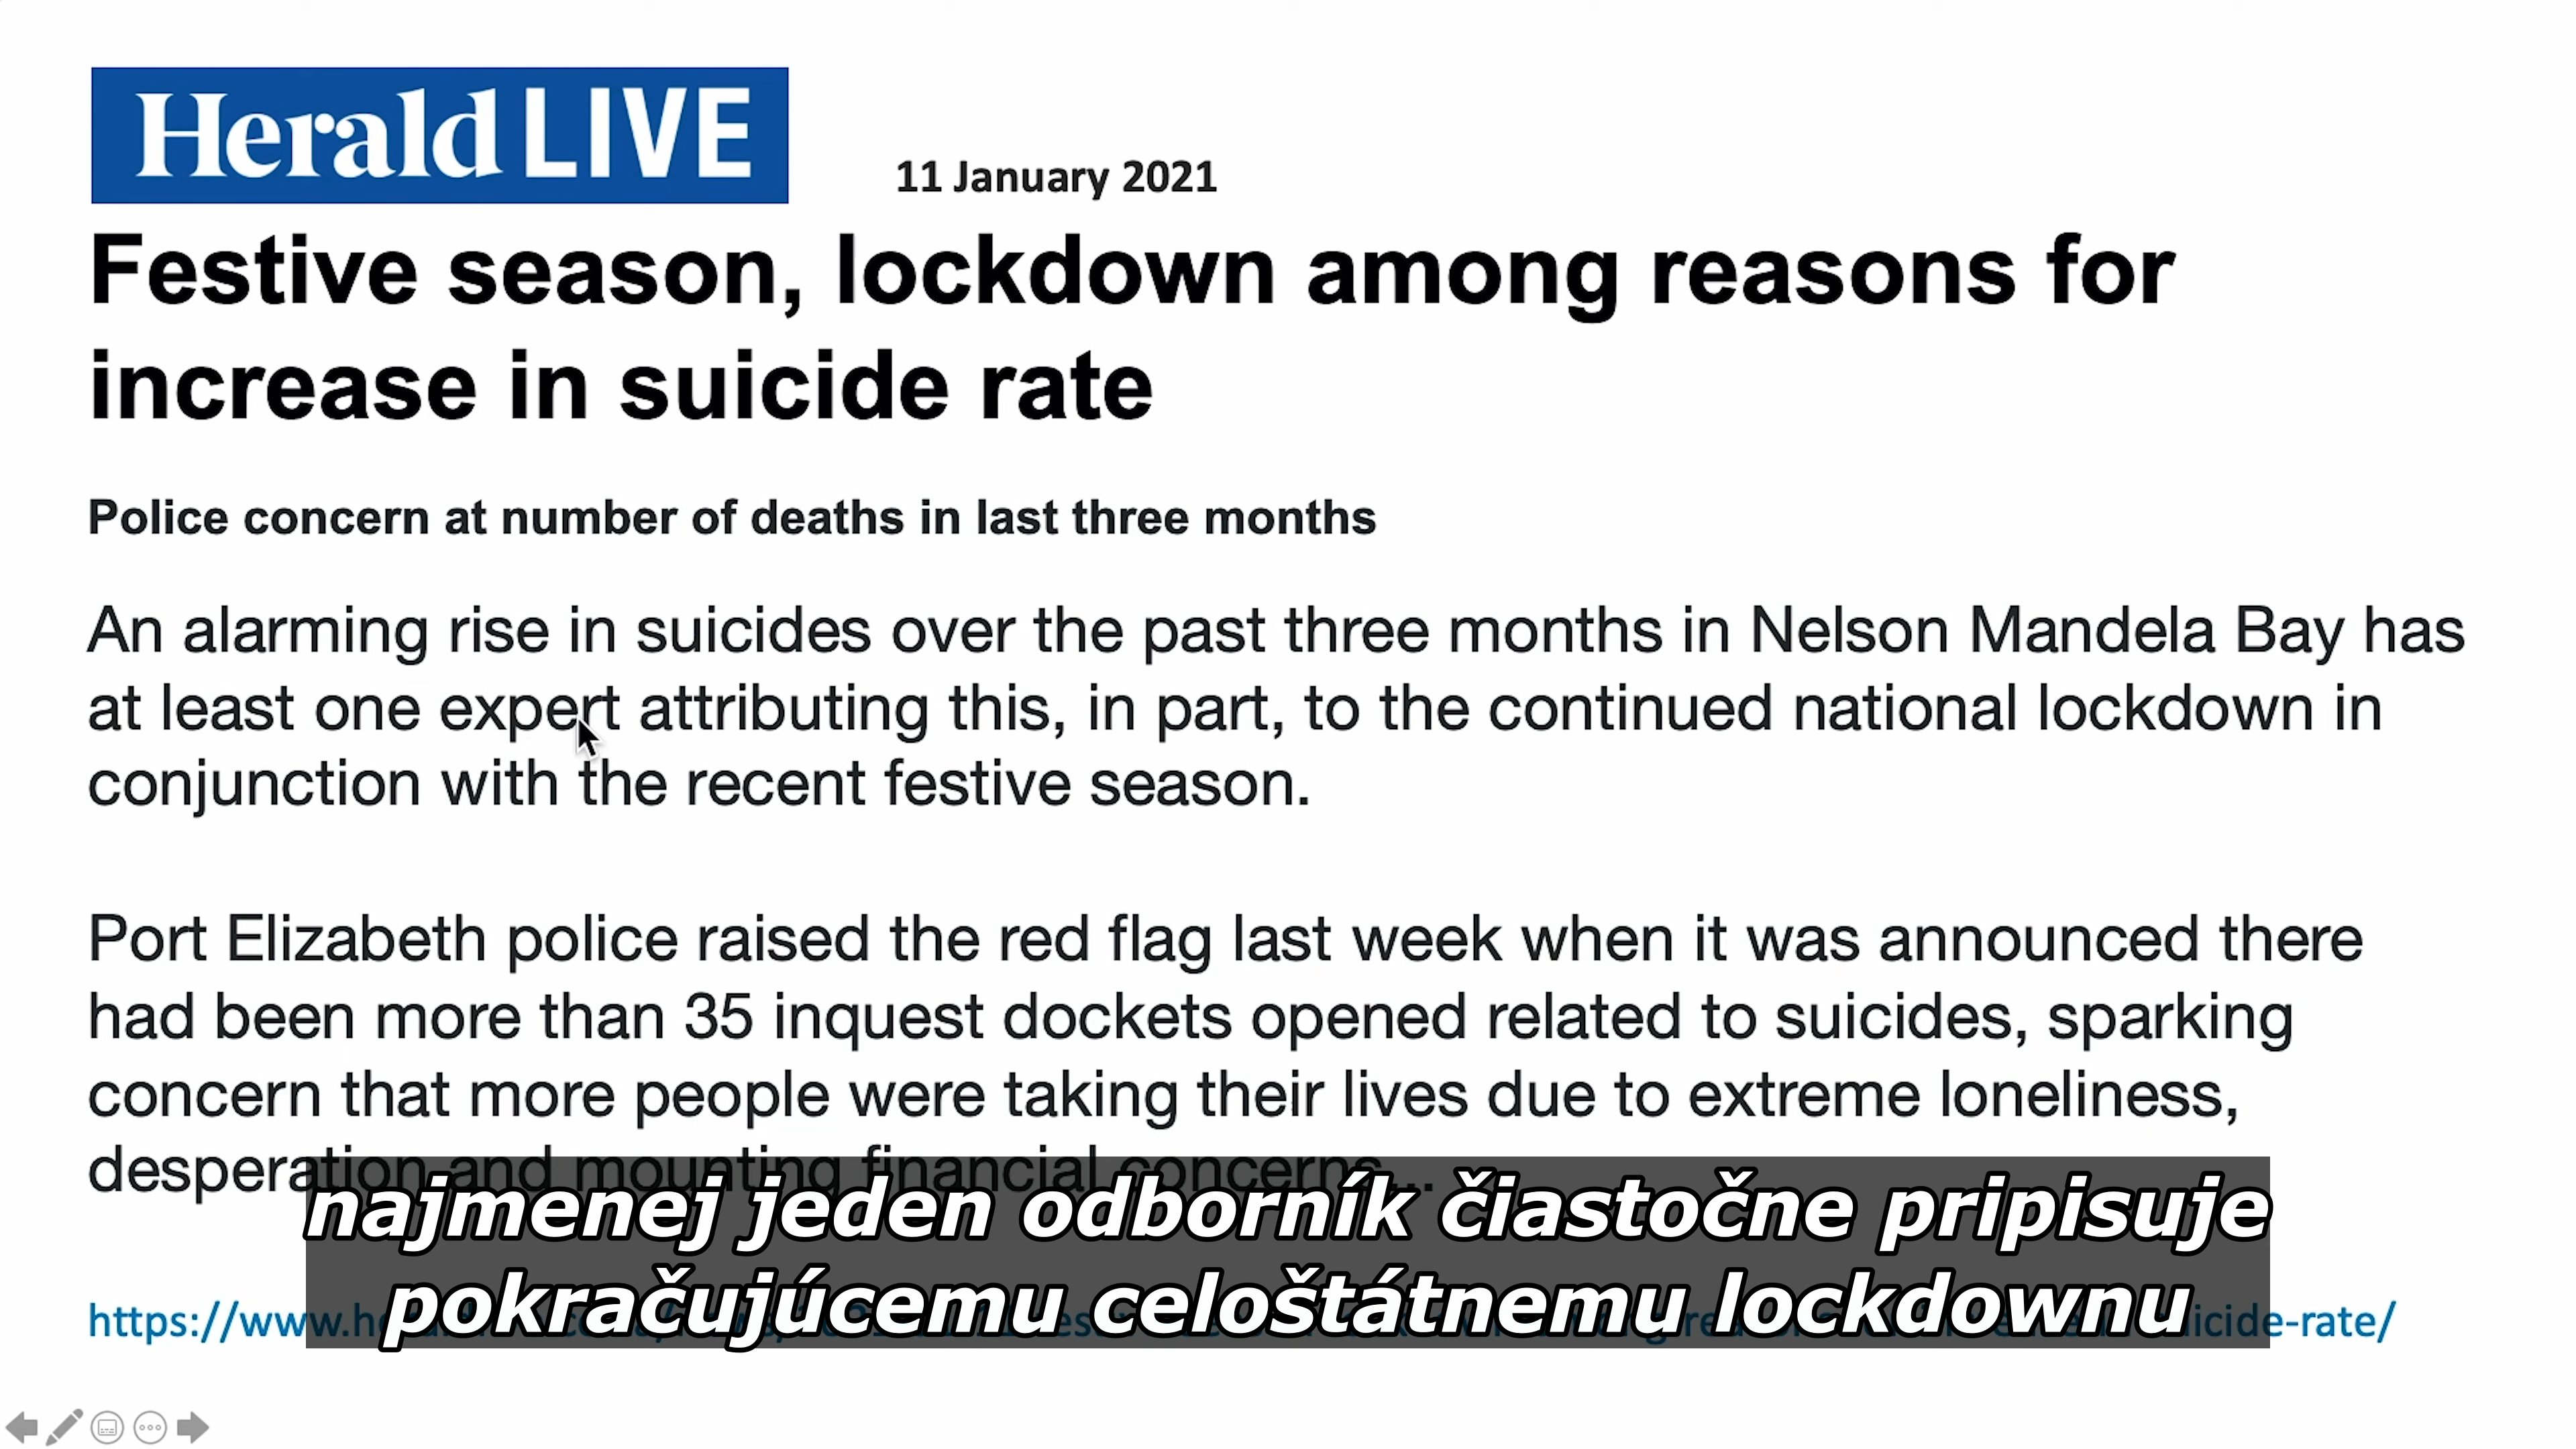 Herald LIVE
11 January 2021
Festive season, lockdown among reasons for
increase in suicide rate
Police concern at number of deaths in last three months
An alarming rise in suicides over the past three months in Nelson Mandela Bay has
at least one expert attributing this, in part, to the continued national lockdown in
conjunction with the recent festive season.
Port Elizabeth police raised the red flag last week when it was announced there
had been more than 35 inquest dockets opened related to suicides, sparking
concern that more people were taking their lives due to extreme loneliness,
desperation and mounting financial concerns...
najmenej jeden odborník čiastočne pripisuje
pokračujúcemu celoštátnemu lockdownu
https://www.h icide-rate/